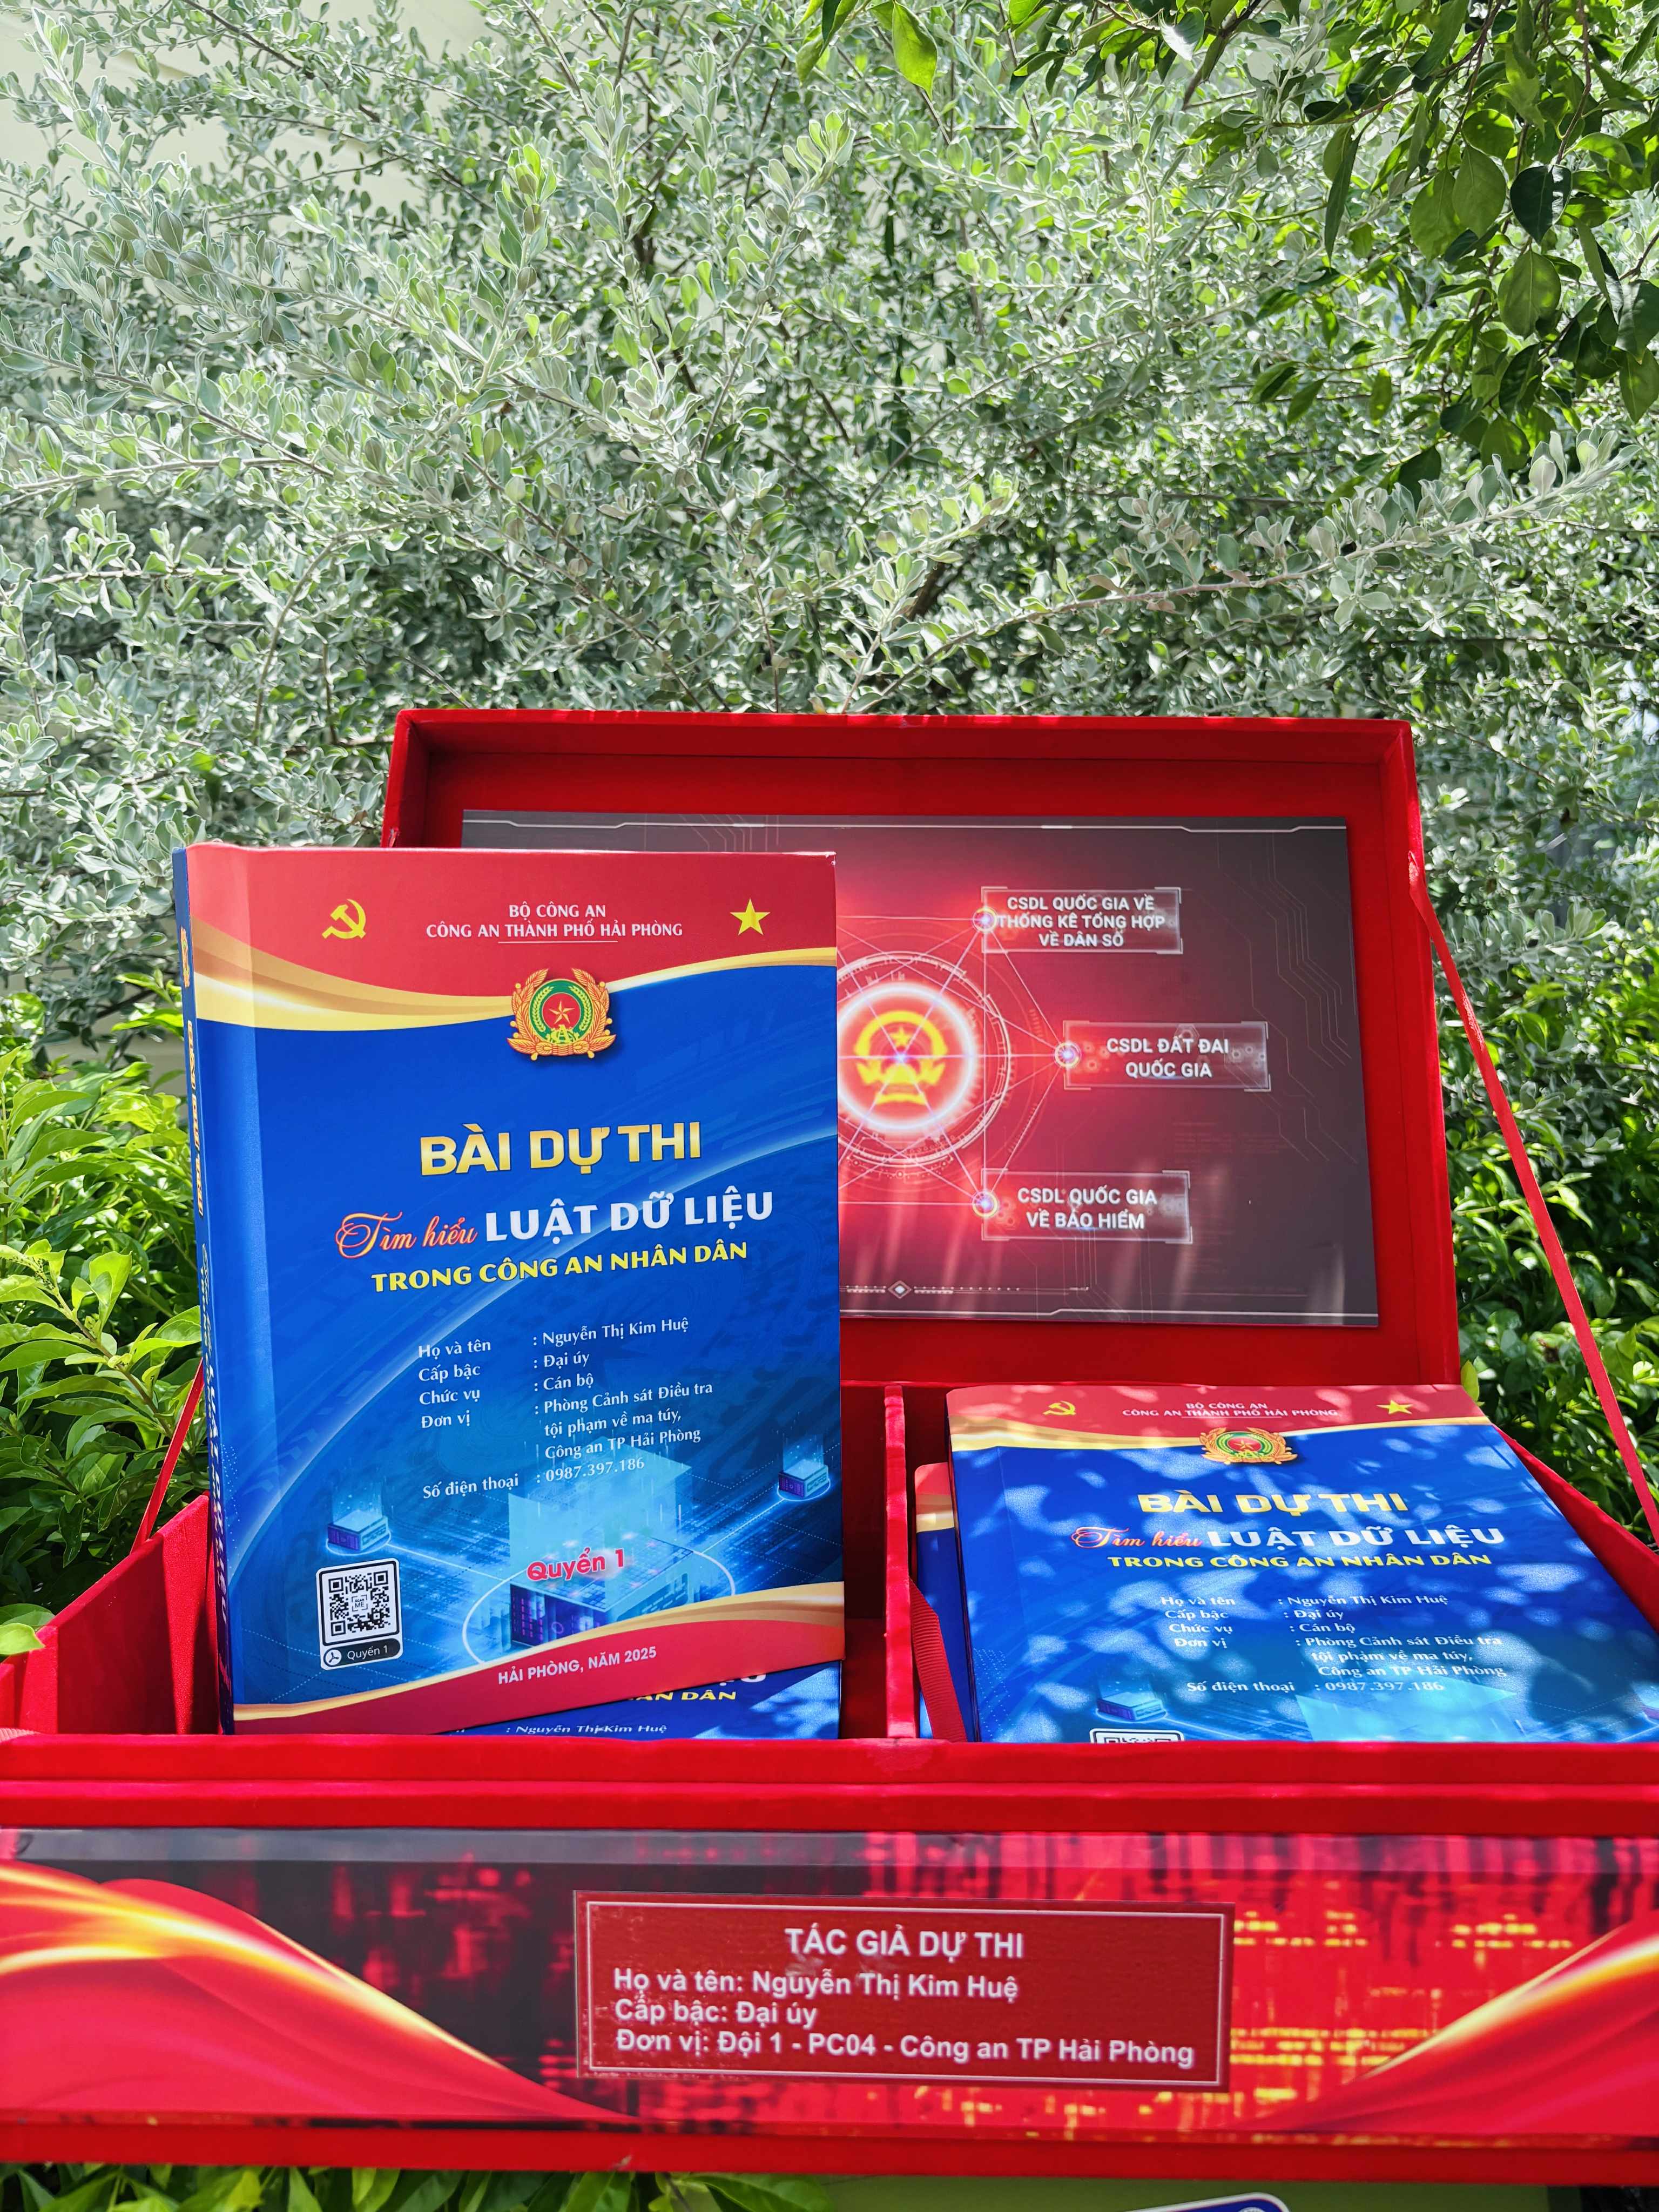 BỘ CÔNG AN
CÔNG AN THÀNH PHỐ HẢI PHÒNG
BÀI DỰ THI
Tìm hiểu LUẬT DỮ LIỆU
TRONG CÔNG AN NHÂN DÂN
Họ và tên : Nguyễn Thị Kim Huệ
Cấp bậc : Đại úy
Chức vụ : Cán bộ
Đơn vị : Phòng Cảnh sát Điều tra
tội phạm về ma túy,
Công an TP Hải Phòng
Số điện thoại : 0987.397.186
Quyển 1
Quyển 1
HẢI PHÒNG, NĂM 2025
CSDL QUỐC GIA VỀ
THỐNG KÊ TỔNG HỢP
VỀ DÂN SỐ
CSDL ĐẤT ĐAI
QUỐC GIA
CSDL QUỐC GIA
VỀ BẢO HIỂM
BỘ CÔNG AN
CÔNG AN THÀNH PHỐ HẢI PHÒNG
BÀI DỰ THI
Tìm hiểu LUẬT DỮ LIỆU
TRONG CÔNG AN NHÂN DÂN
Họ và tên : Nguyễn Thị Kim Huệ
Cấp bậc : Đại úy
Chức vụ : Cán bộ
Đơn vị : Phòng Cảnh sát Điều tra
tội phạm về ma túy,
Công an TP Hải Phòng
Số điện thoại : 0987.397.186
DÂN
: Nguyễn Thị Kim Huệ
TÁC GIẢ DỰ THI
Họ và tên: Nguyễn Thị Kim Huệ
Cấp bậc: Đại úy
Đơn vị: Đội 1 - PC04 - Công an TP Hải Phòng